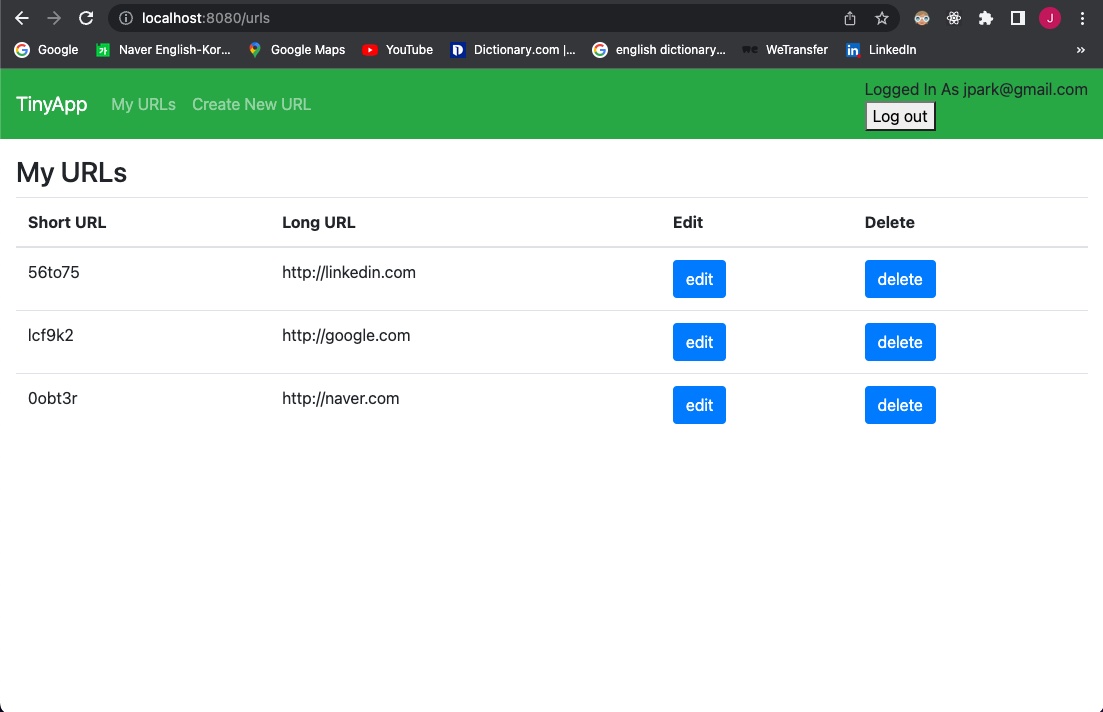 localhost:8080/urls
J
Google Naver English-Kor... Google Maps YouTube Dictionary.com |... english dictionary... WeTransfer in LinkedIn »
TinyApp My URLs Create New URL Logged In As jpark@gmail.com
Log out
My URLs
Short URL Long URL Edit Delete
56to75 http://linkedin.com edit delete
lcf9k2 http://google.com edit delete
0obt3r http://naver.com edit delete